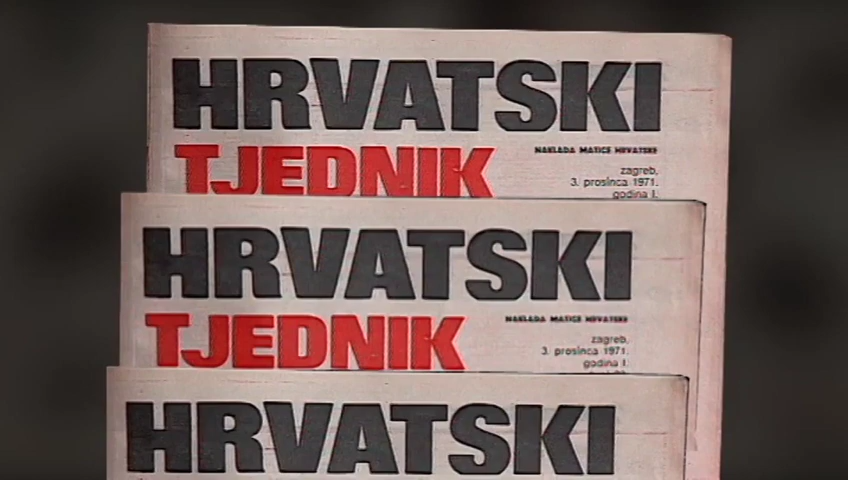 HRVATSKI
TJEDNIK
NAKLADA MATICE HRVATSKE
zagreb,
3. prosinca 1971.
godina I.
HRVATSKI
TJEDNIK
NAKLADA MATICE HRVATSKE
zagreb,
3. prosinca 1971.
godina I.
HRVATSKI